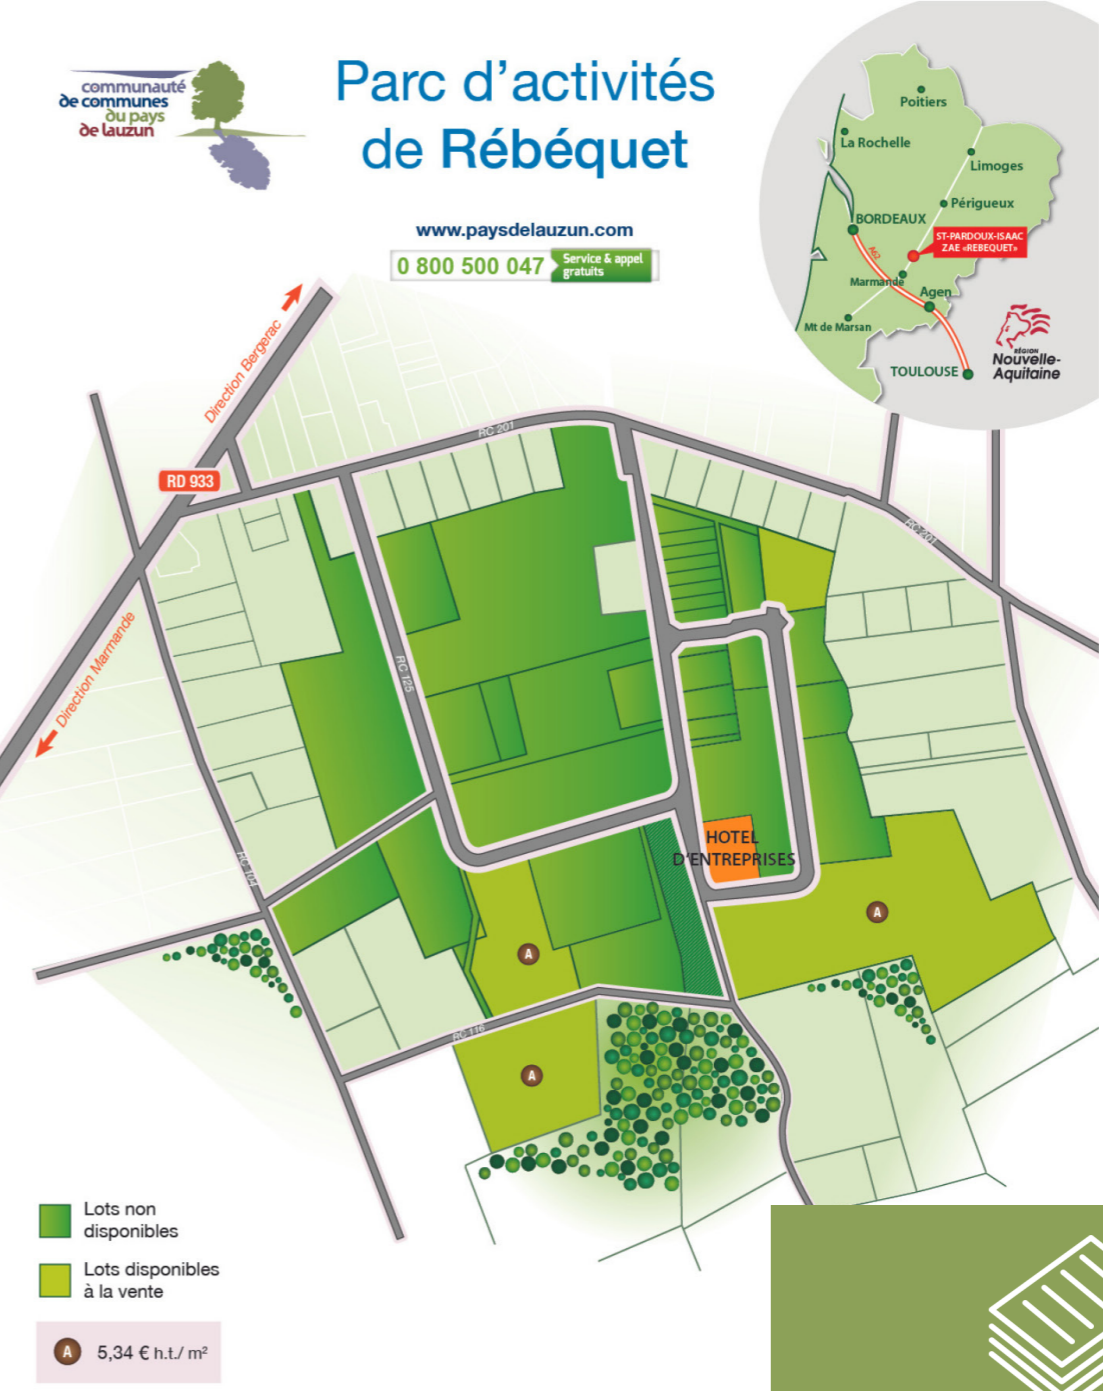 communauté
de communes
du pays
de lauzun
Parc d’activités
de Rébéquet
www.paysdelauzun.com
0 800 500 047
Service & appel
gratuits
Poitiers
La Rochelle
Limoges
Périgueux
BORDEAUX
ST-PARDOUX-ISAAC
ZAE «REBEQUET»
A62
Marmande
Agen
Mt de Marsan
TOULOUSE
RÉGION
Nouvelle-
Aquitaine
Direction Bergerac
RC 201
RD 933
RC 201
Direction Marmande
RC 125
HOTEL
D’ENTREPRISES
RC 104
A
A
RC 116
A
Lots non
disponibles
Lots disponibles
à la vente
A 5,34 € h.t./ m²